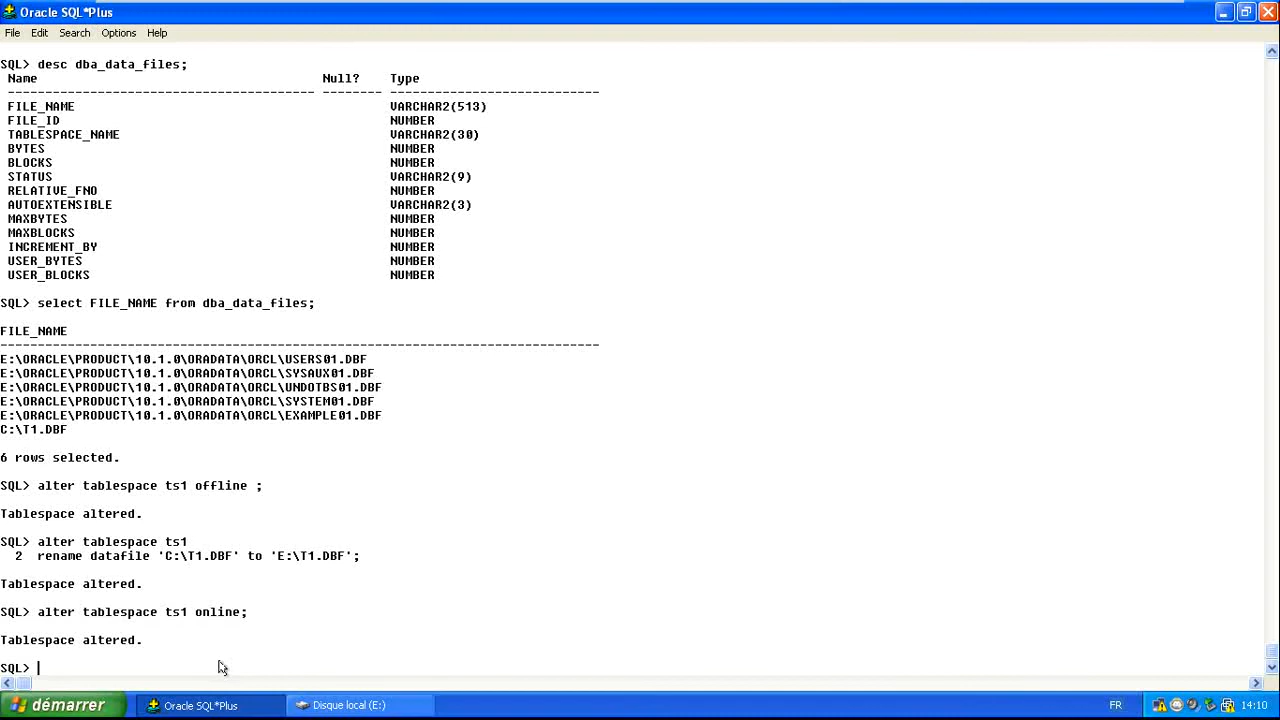 Oracle SQL*Plus
File Edit Search Options Help
SQL> desc dba_data_files;
Name Null? Type
----------------------------------------- -------- ----------------------------
FILE_NAME VARCHAR2(513)
FILE_ID NUMBER
TABLESPACE_NAME VARCHAR2(30)
BYTES NUMBER
BLOCKS NUMBER
STATUS VARCHAR2(9)
RELATIVE_FNO NUMBER
AUTOEXTENSIBLE VARCHAR2(3)
MAXBYTES NUMBER
MAXBLOCKS NUMBER
INCREMENT_BY NUMBER
USER_BYTES NUMBER
USER_BLOCKS NUMBER
SQL> select FILE_NAME from dba_data_files;
FILE_NAME
--------------------------------------------------------------------------------
E:\ORACLE\PRODUCT\10.1.0\ORADATA\ORCL\USERS01.DBF
E:\ORACLE\PRODUCT\10.1.0\ORADATA\ORCL\SYSAUX01.DBF
E:\ORACLE\PRODUCT\10.1.0\ORADATA\ORCL\UNDOTBS01.DBF
E:\ORACLE\PRODUCT\10.1.0\ORADATA\ORCL\SYSTEM01.DBF
E:\ORACLE\PRODUCT\10.1.0\ORADATA\ORCL\EXAMPLE01.DBF
C:\T1.DBF
6 rows selected.
SQL> alter tablespace ts1 offline ;
Tablespace altered.
SQL> alter tablespace ts1
2 rename datafile 'C:\T1.DBF' to 'E:\T1.DBF';
Tablespace altered.
SQL> alter tablespace ts1 online;
Tablespace altered.
SQL>
démarrer Oracle SQL*Plus Disque local (E:) FR 14:10